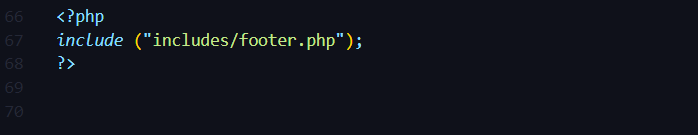 66 <?php
67 include ("includes/footer.php");
68 ?>
69
70